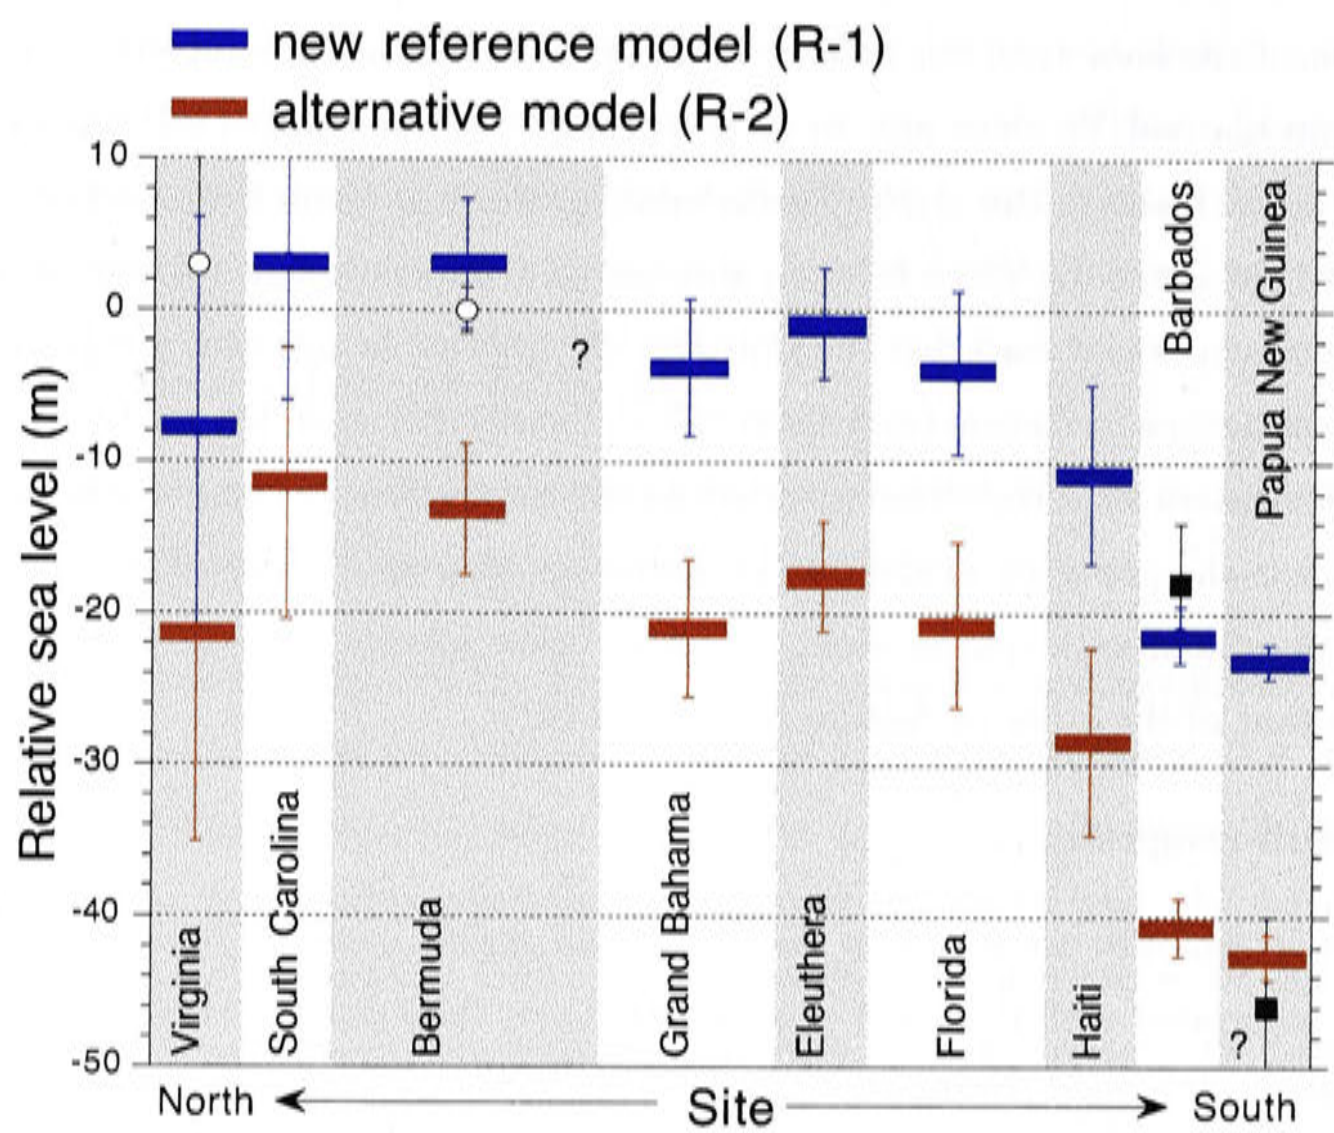 new reference model (R-1)
alternative model (R-2)
Relative sea level (m)
10
0
-10
-20
-30
-40
-50
?
Virginia
South Carolina
Bermuda
Grand Bahama
Eleuthera
Florida
Haiti
Barbados
Papua New Guinea
?
North
Site
South